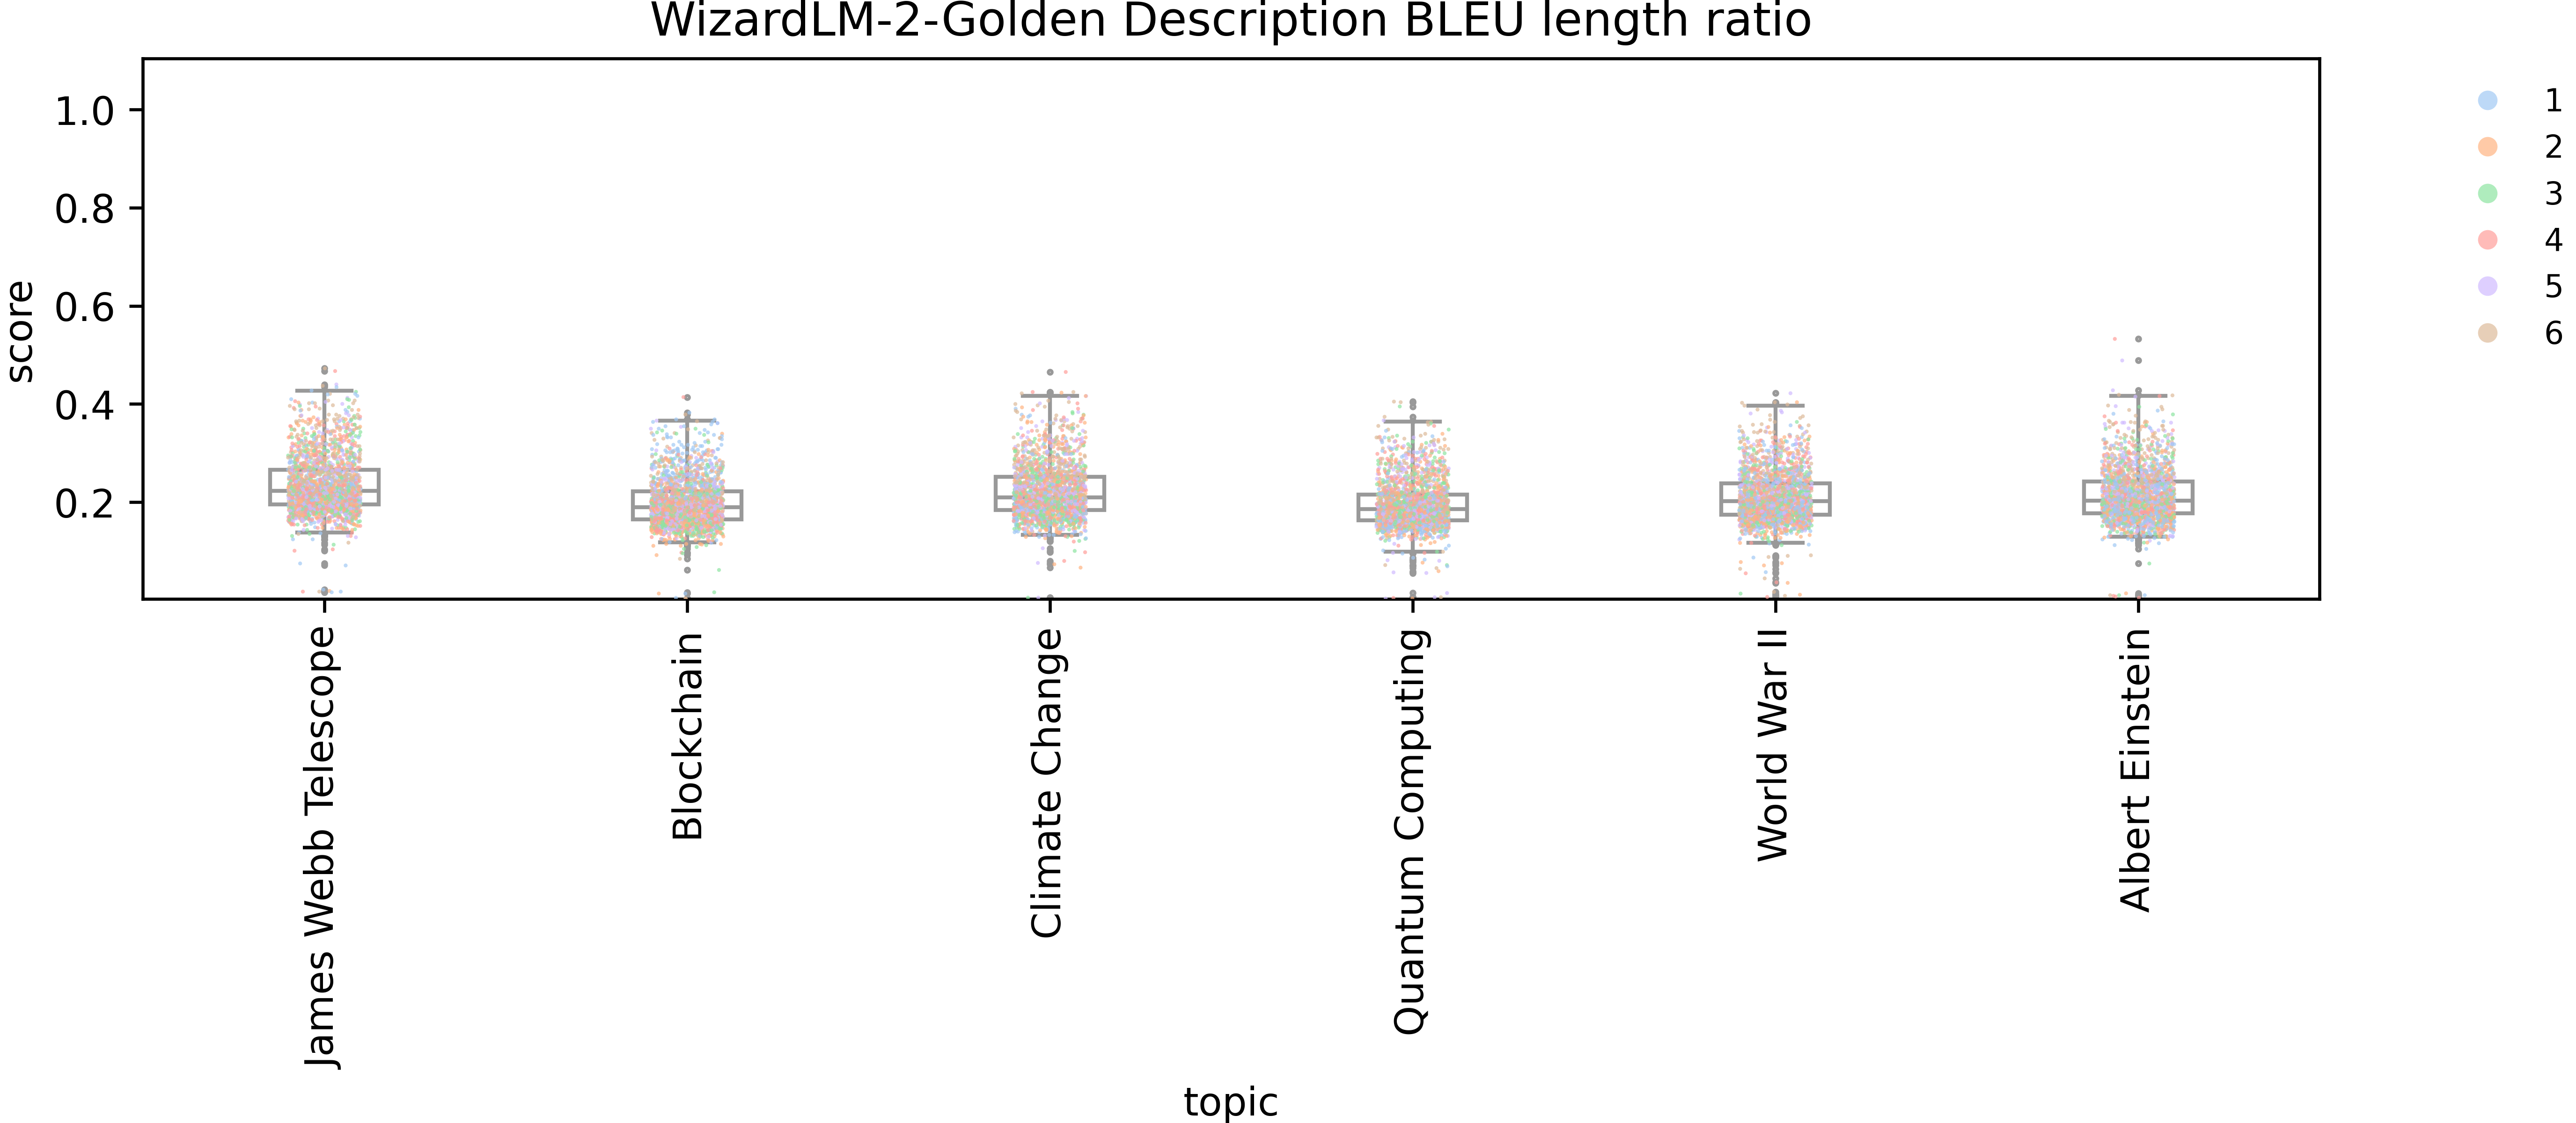 WizardLM-2-Golden Description BLEU length ratio
score
1.0
0.8
0.6
0.4
0.2
1
2
3
4
5
6
James Webb Telescope
Blockchain
Climate Change
Quantum Computing
World War II
Albert Einstein
topic